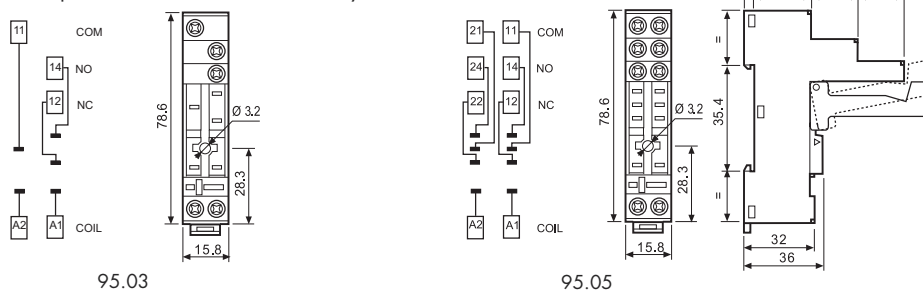 11 COM
14 NO
12 NC
A2 A1 COIL
78.6
Ø 3.2
28.3
15.8
95.03
21 11 COM
24 14 NO
22 12 NC
A2 A1 COIL
78.6
Ø 3.2
28.3
15.8
=
35.4
=
32
36
95.05